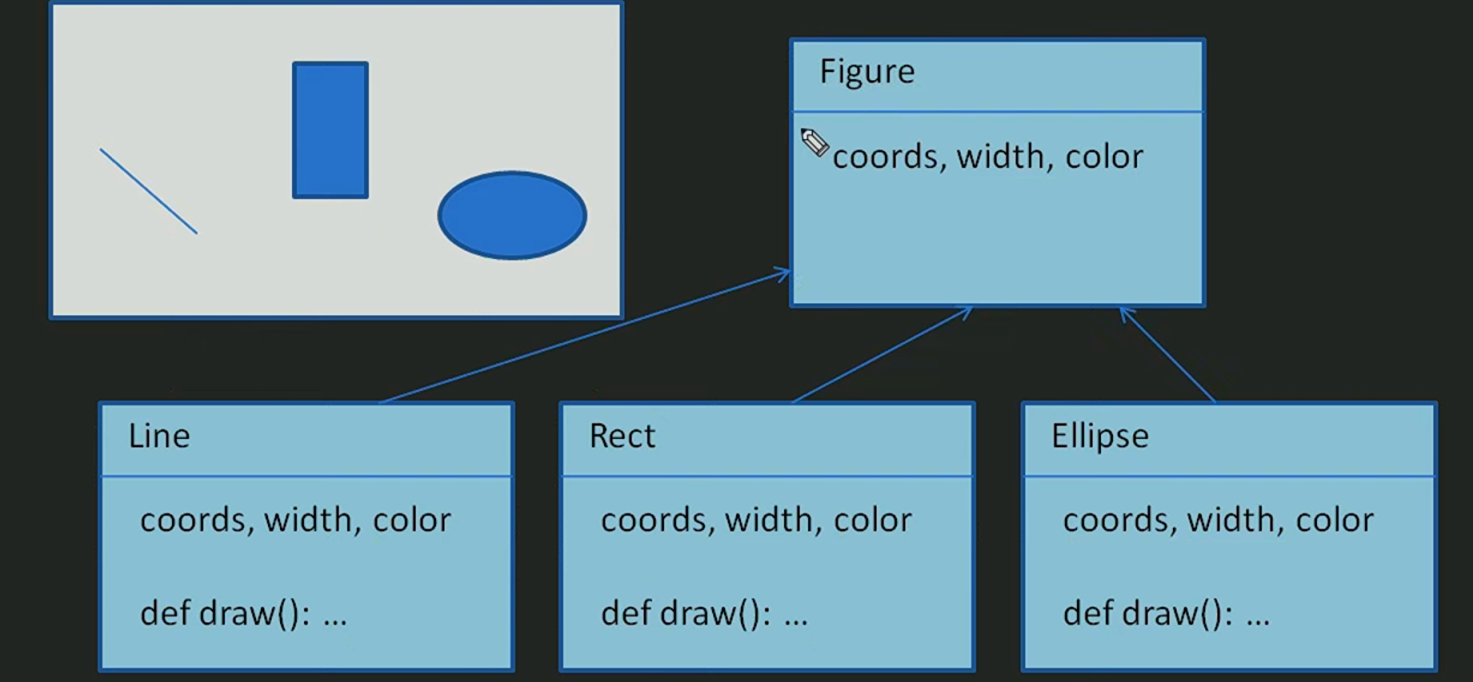 Figure
coords, width, color
Line
coords, width, color
def draw(): ...
Rect
coords, width, color
def draw(): ...
Ellipse
coords, width, color
def draw(): ...